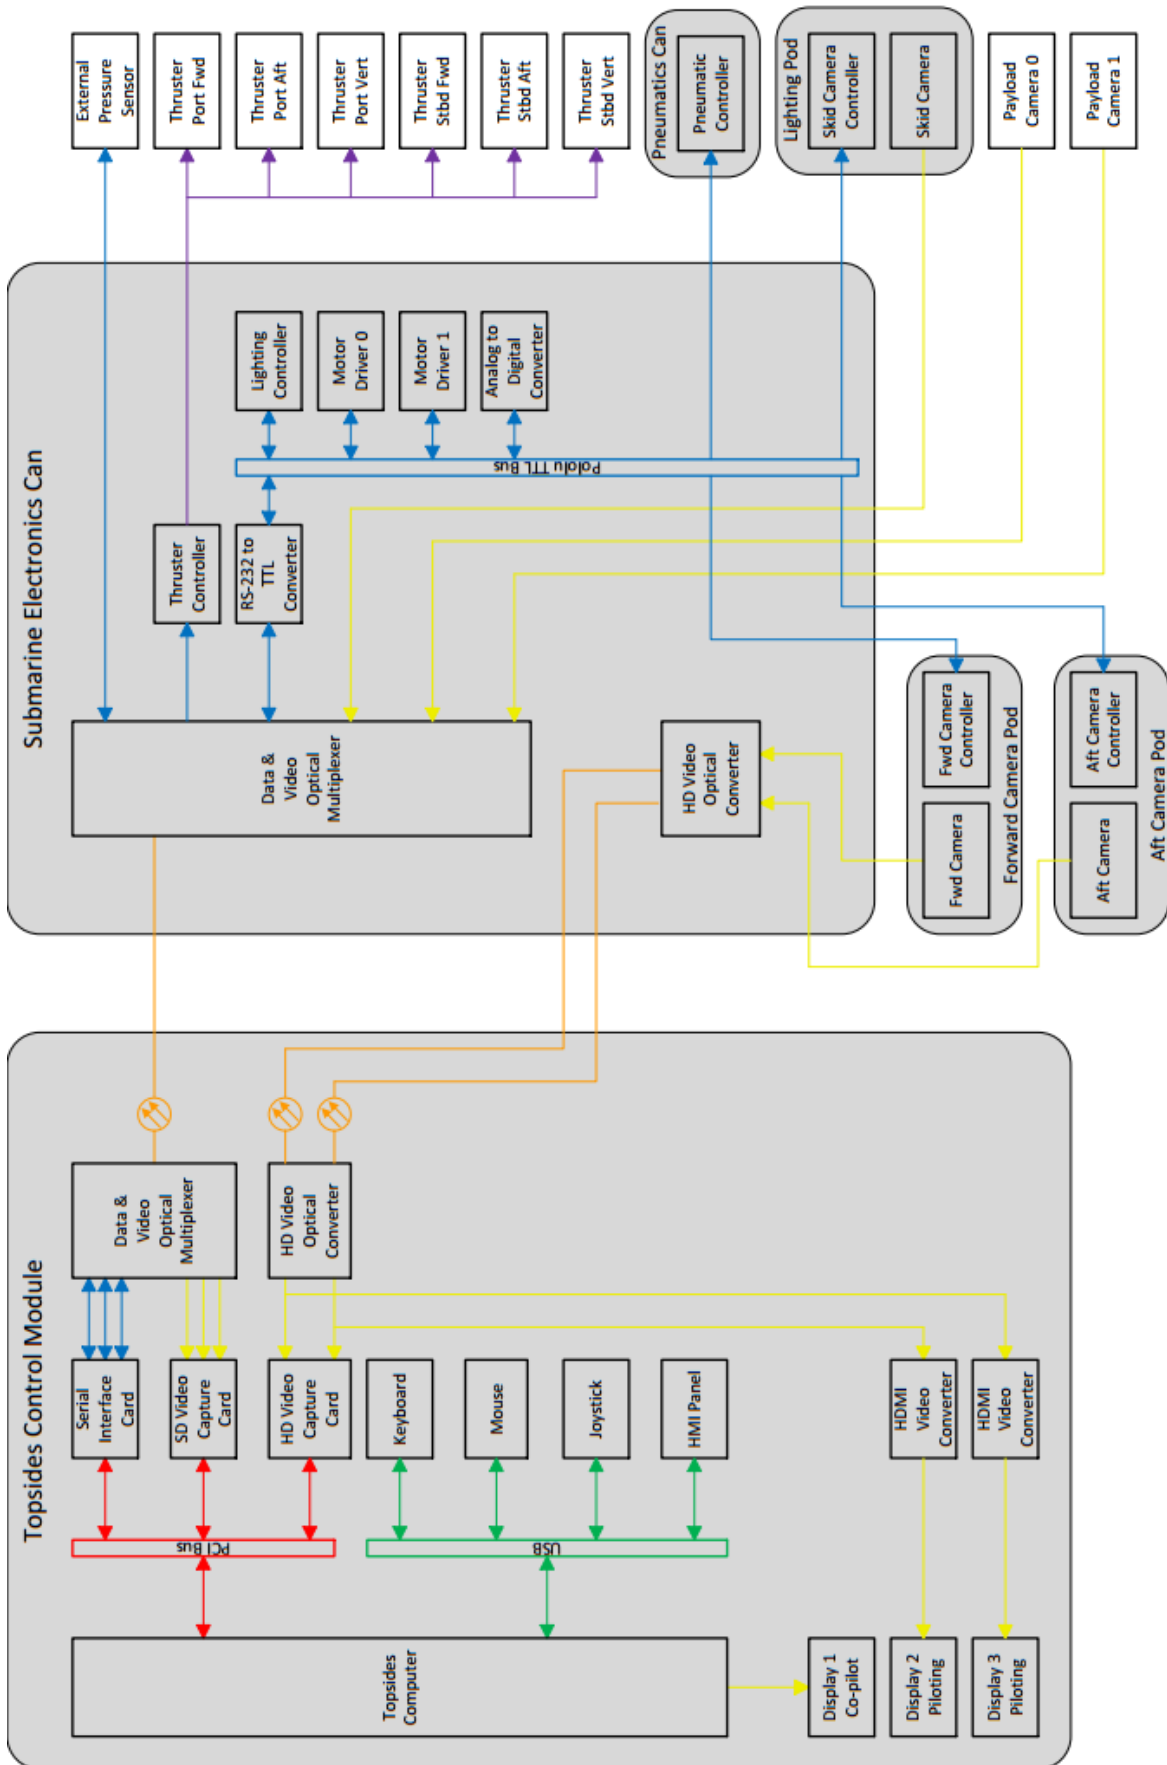 Topsides Control Module
Topsides
Computer
PCI Bus
USB
Serial
Interface
Card
SD Video
Capture
Card
HD Video
Capture
Card
Keyboard
Mouse
Joystick
HMI Panel
HDMI
Video
Converter
HDMI
Video
Converter
Display 1
Co-pilot
Display 2
Piloting
Display 3
Piloting
Data &
Video
Optical
Multiplexer
HD Video
Optical
Converter
Submarine Electronics Can
Data &
Video
Optical
Multiplexer
HD Video
Optical
Converter
Thruster
Controller
RS-232 to
TTL
Converter
Pololu TTL Bus
Lighting
Controller
Motor
Driver 0
Motor
Driver 1
Analog to
Digital
Converter
Fwd Camera
Fwd Camera
Controller
Forward Camera Pod
Aft Camera
Aft Camera
Controller
Aft Camera Pod
External
Pressure
Sensor
Thruster
Port Fwd
Thruster
Port Aft
Thruster
Port Vert
Thruster
Stbd Fwd
Thruster
Stbd Aft
Thruster
Stbd Vert
Pneumatics Can
Pneumatic
Controller
Lighting Pod
Skid Camera
Controller
Skid Camera
Payload
Camera 0
Payload
Camera 1